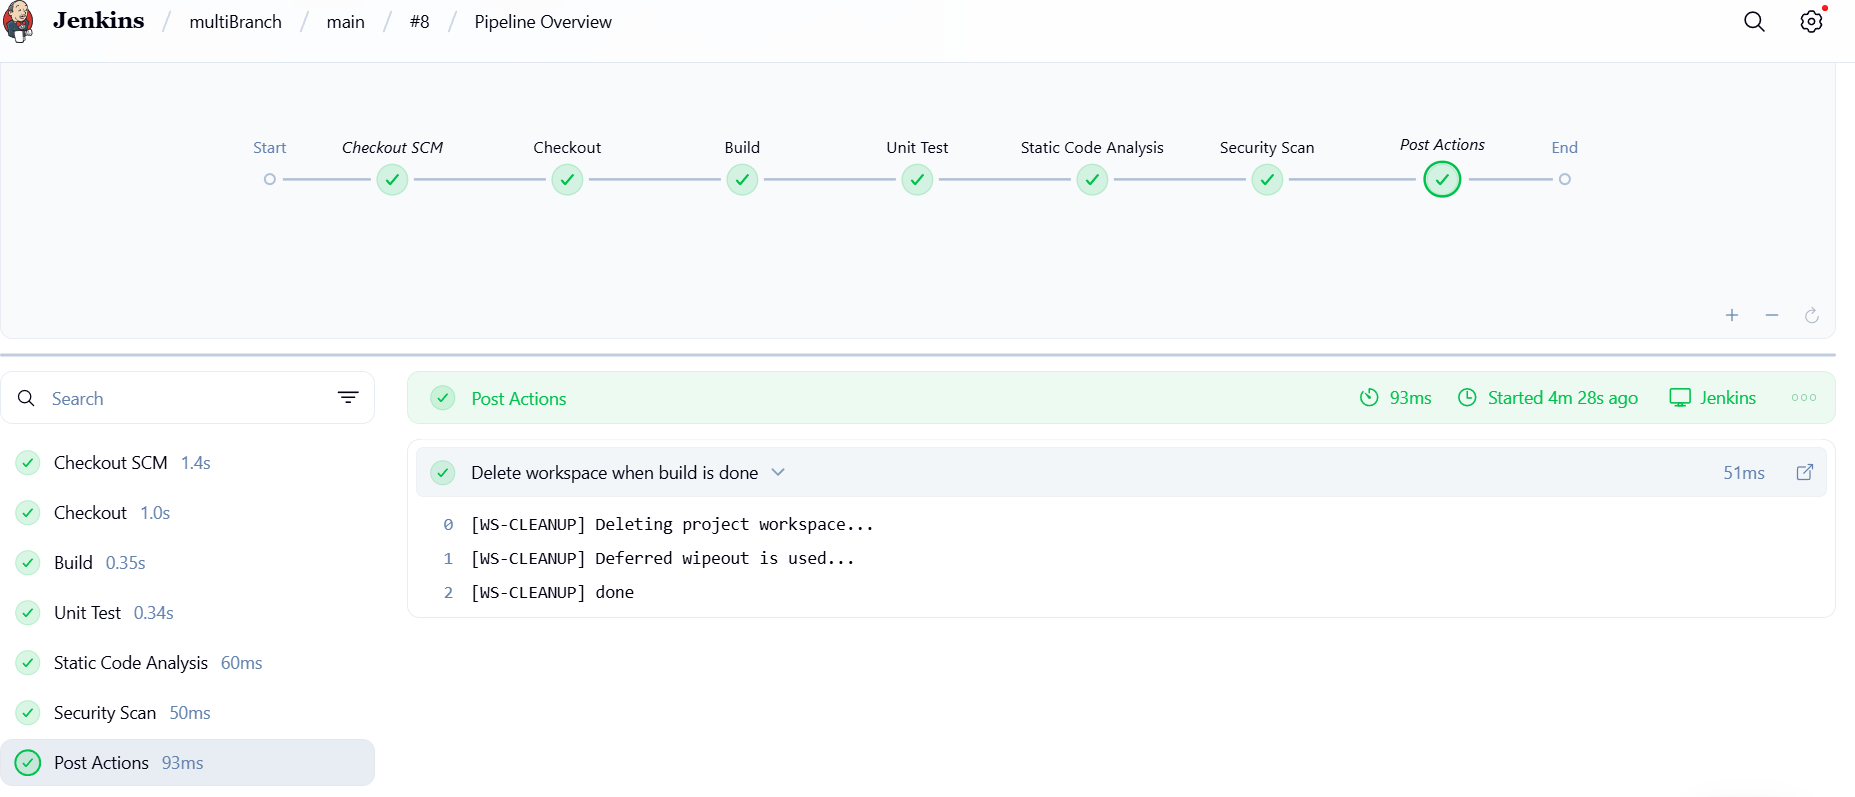 Jenkins / multiBranch / main / #8 / Pipeline Overview
Start
Checkout SCM
Checkout
Build
Unit Test
Static Code Analysis
Security Scan
Post Actions
End
Search
Checkout SCM 1.4s
Checkout 1.0s
Build 0.35s
Unit Test 0.34s
Static Code Analysis 60ms
Security Scan 50ms
Post Actions 93ms
Post Actions 93ms Started 4m 28s ago Jenkins
Delete workspace when build is done 51ms
0 [WS-CLEANUP] Deleting project workspace...
1 [WS-CLEANUP] Deferred wipeout is used...
2 [WS-CLEANUP] done